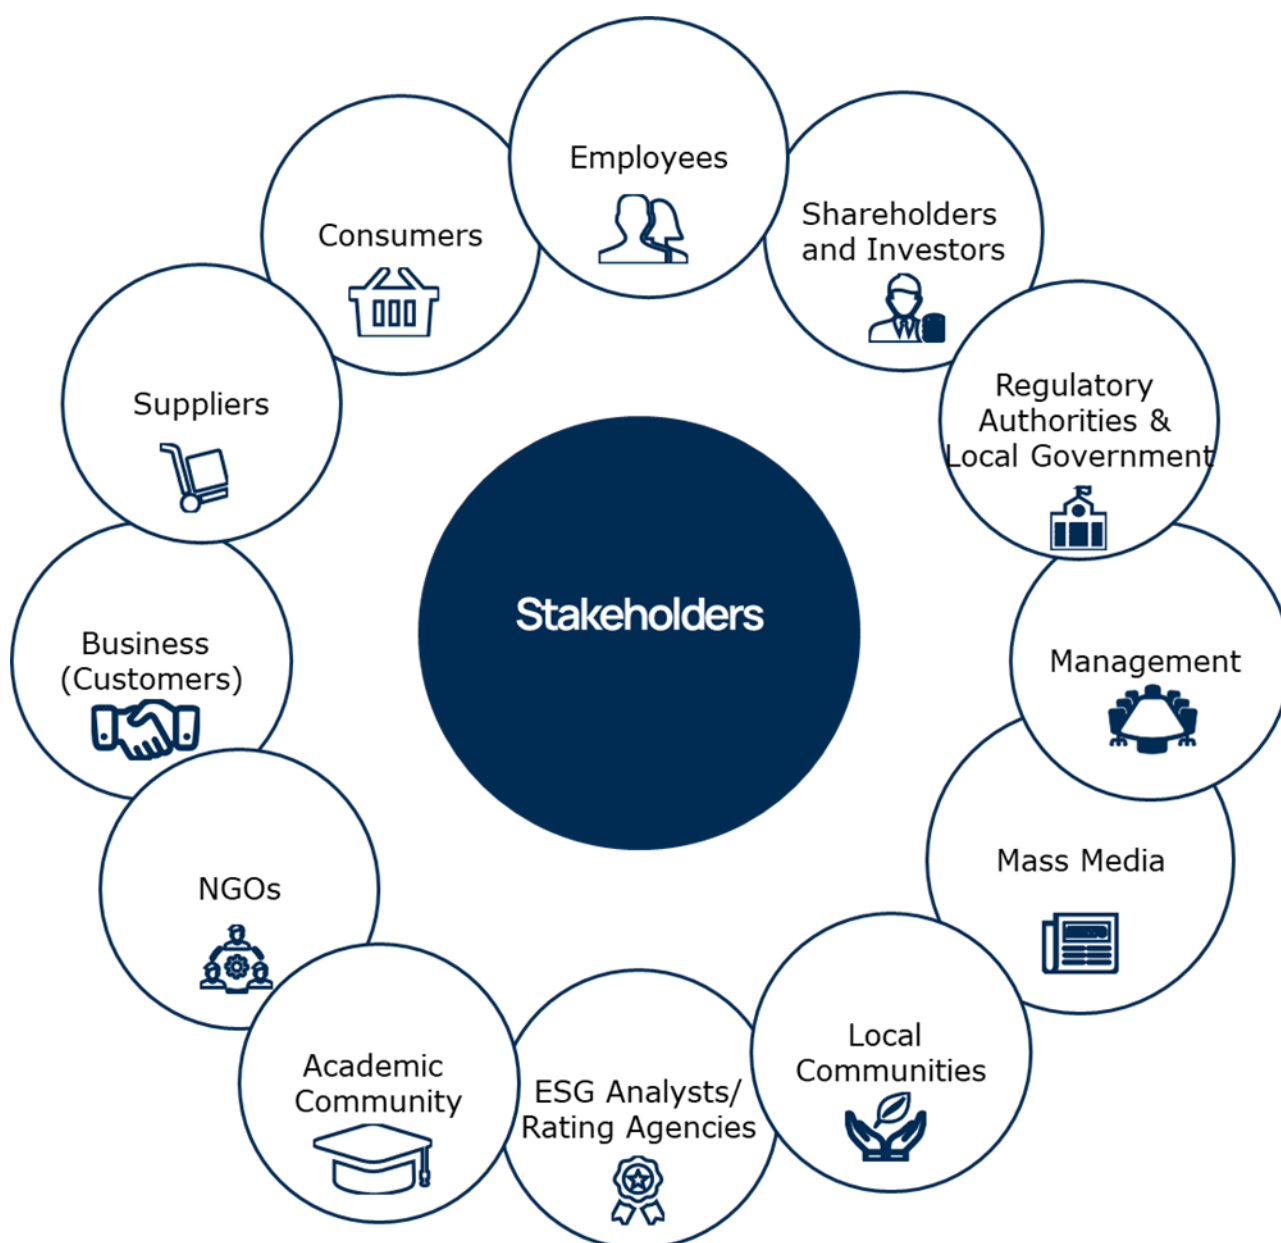 Employees
Shareholders
and Investors
Regulatory
Authorities &
Local Government
Management
Mass Media
Local
Communities
ESG Analysts/
Rating Agencies
Academic
Community
NGOs
Business
(Customers)
Suppliers
Consumers
Stakeholders